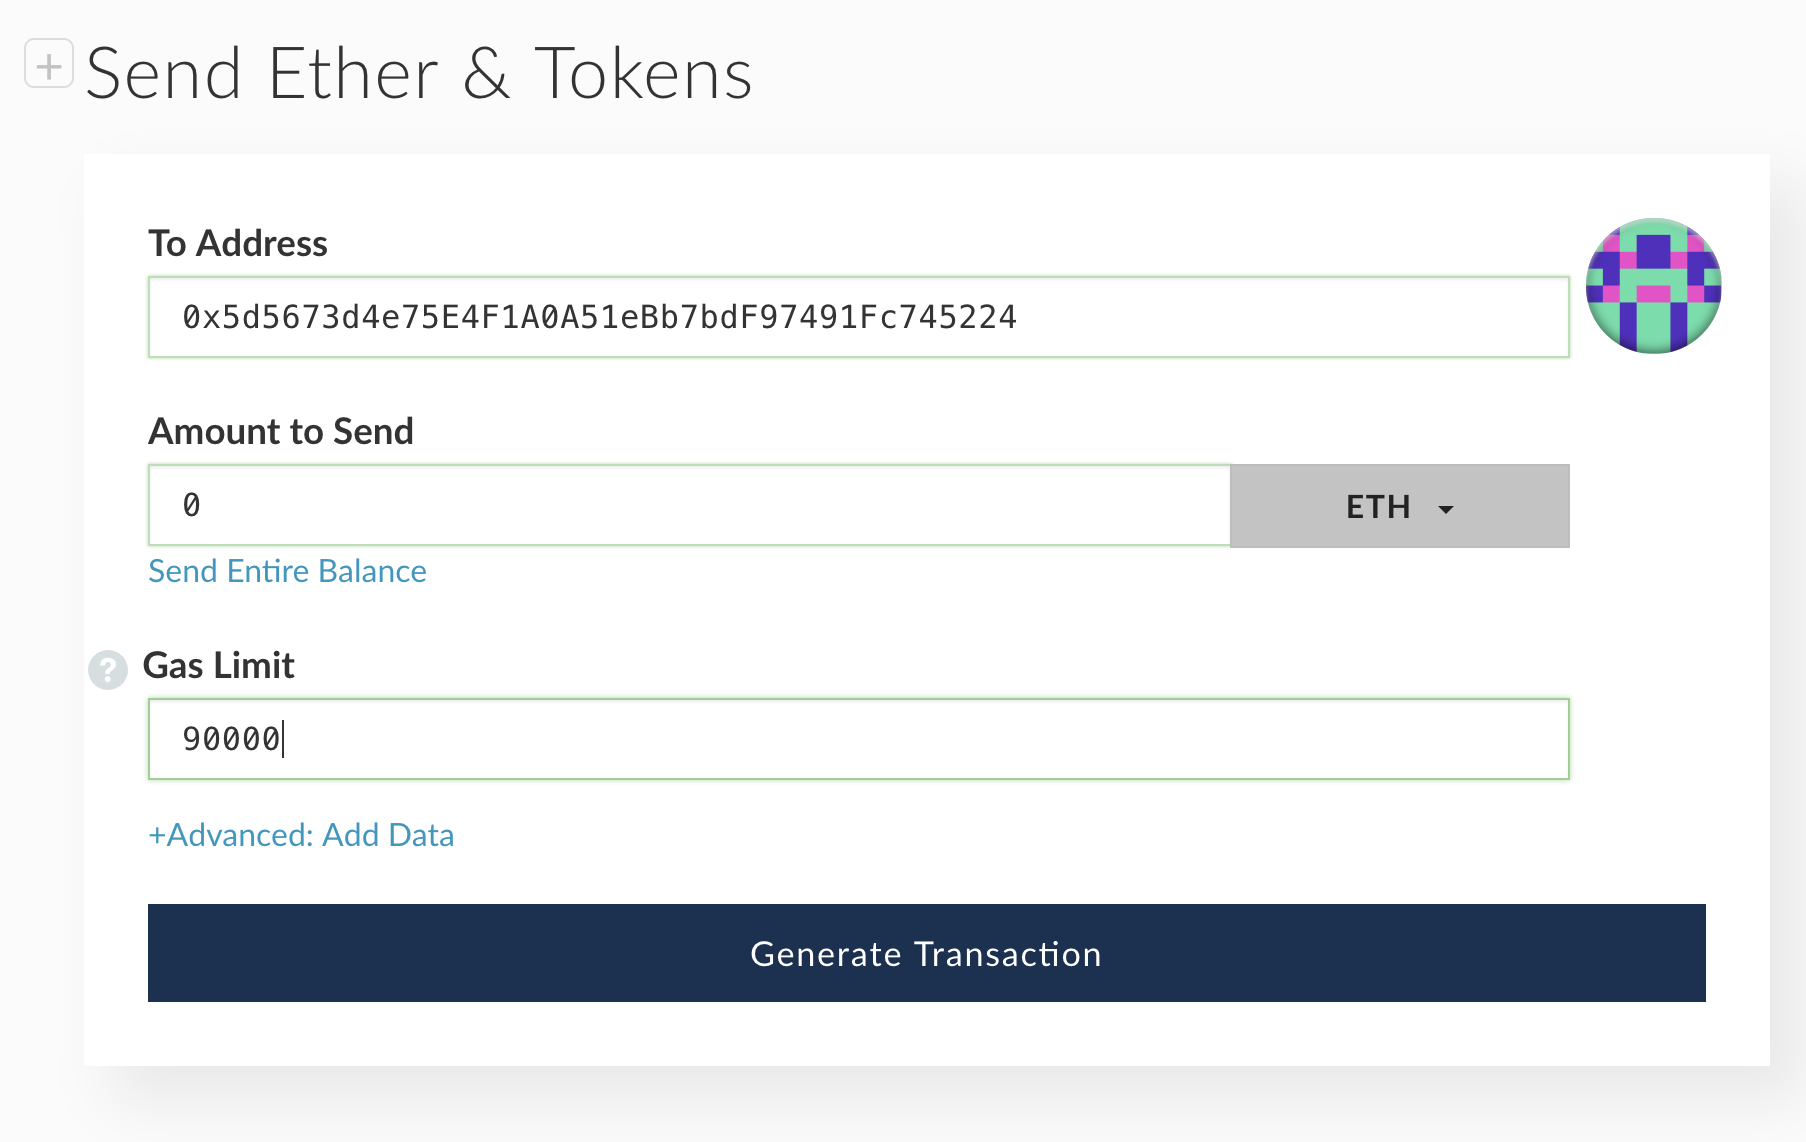 + Send Ether & Tokens
To Address
0x5d5673d4e75E4F1A0A51eBb7bdF97491Fc745224
Amount to Send
0 ETH
Send Entire Balance
? Gas Limit
90000
+Advanced: Add Data
Generate Transaction